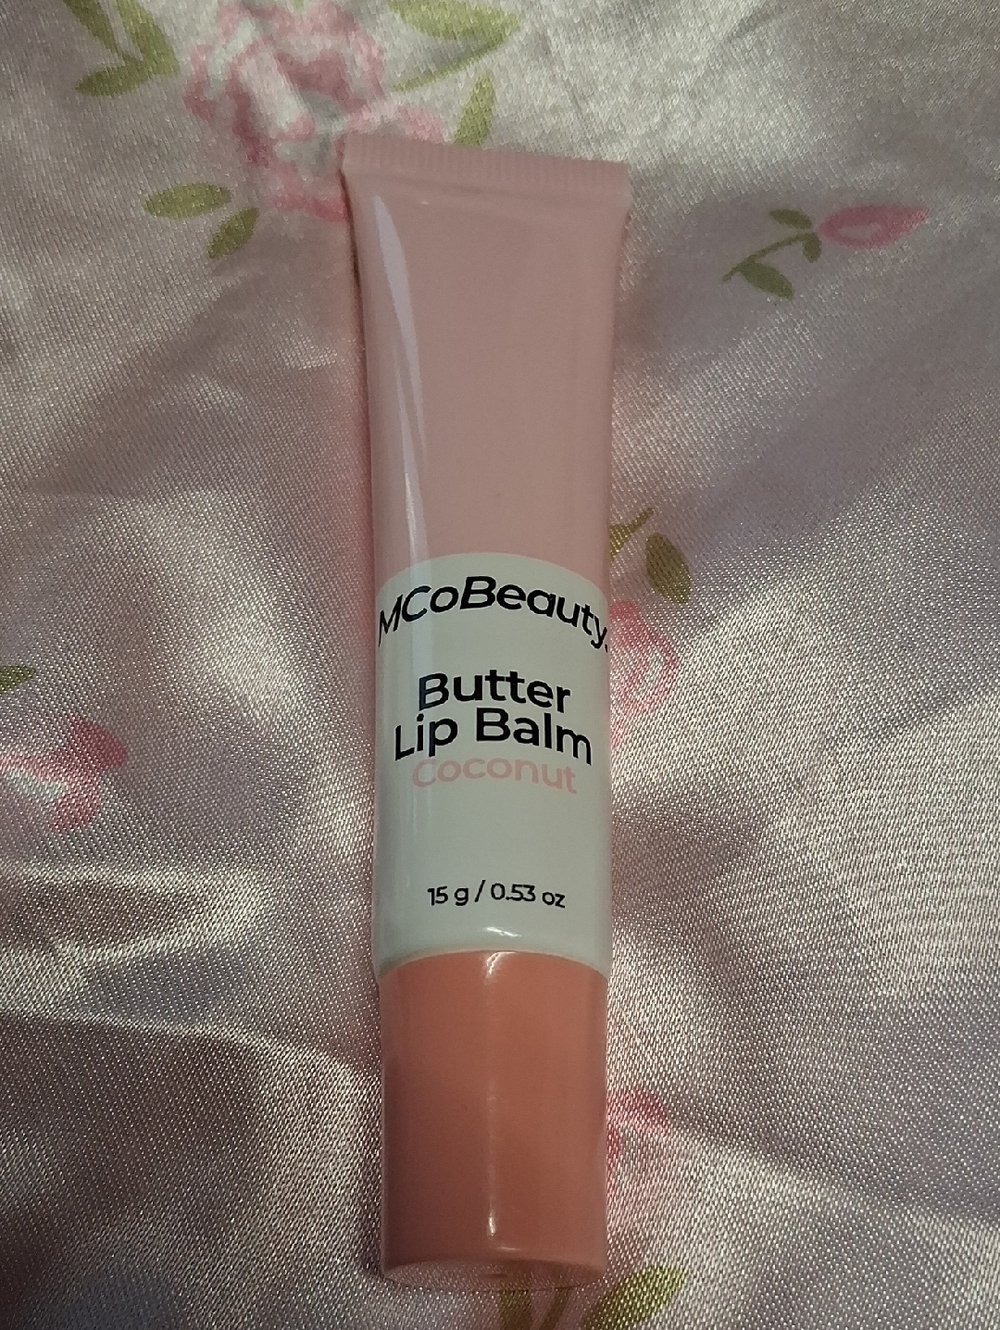 MCoBeauty.
Butter
Lip Balm
Coconut
15 g / 0.53 oz